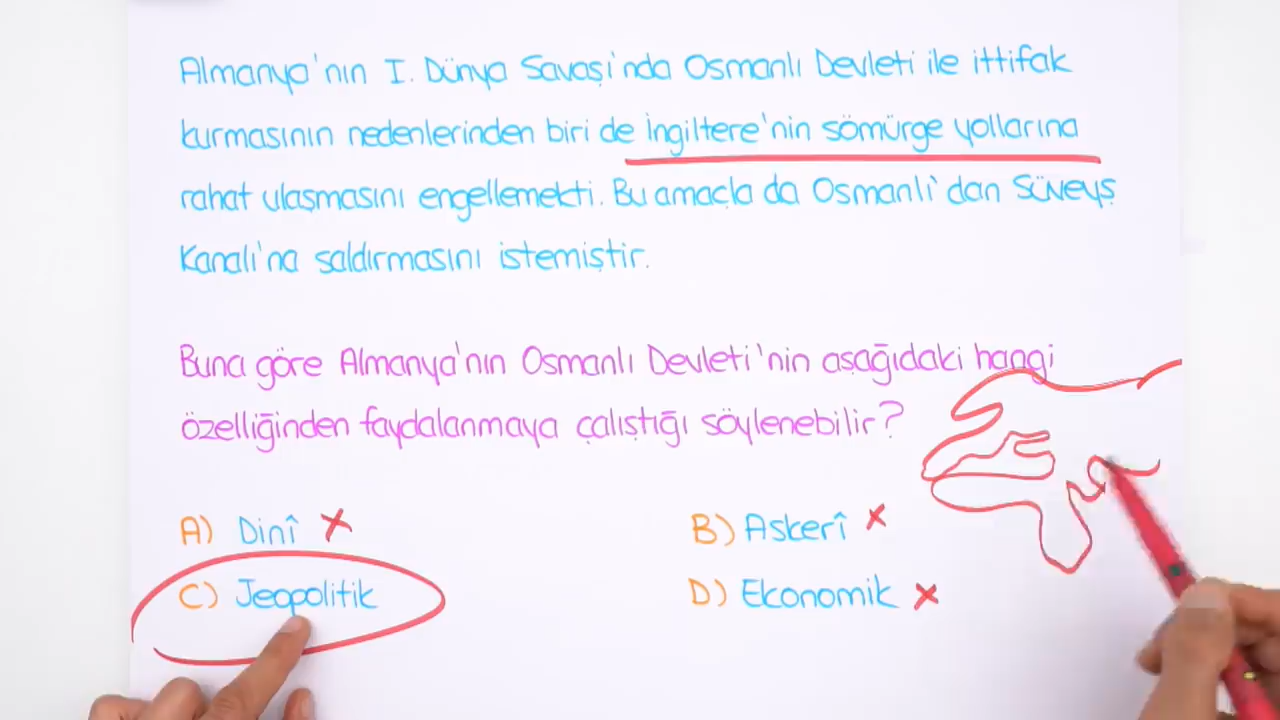 Almanya'nın I. Dünya Savaşı'nda Osmanlı Devleti ile ittifak
kurmasının nedenlerinden biri de İngiltere'nin sömürge yollarına
rahat ulaşmasını engellemekti. Bu amaçla da Osmanlı'dan Süveyş
Kanalı'na saldırmasını istemiştir.
Buna göre Almanya'nın Osmanlı Devleti'nin aşağıdaki hangi
özelliğinden faydalanmaya çalıştığı söylenebilir?
A) Dinî
B) Askerî
C) Jeopolitik
D) Ekonomik